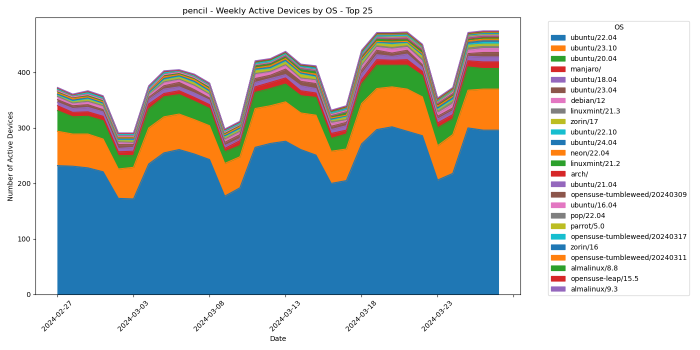 pencil - Weekly Active Devices by OS - Top 25
Number of Active Devices
400
300
200
100
0
2024-02-27
2024-03-03
2024-03-08
2024-03-13
2024-03-18
2024-03-23
Date
OS
ubuntu/22.04
ubuntu/23.10
ubuntu/20.04
manjaro/
ubuntu/18.04
ubuntu/23.04
debian/12
linuxmint/21.3
zorin/17
ubuntu/22.10
ubuntu/24.04
neon/22.04
linuxmint/21.2
arch/
ubuntu/21.04
opensuse-tumbleweed/20240309
ubuntu/16.04
pop/22.04
parrot/5.0
opensuse-tumbleweed/20240317
zorin/16
opensuse-tumbleweed/20240311
almalinux/8.8
opensuse-leap/15.5
almalinux/9.3